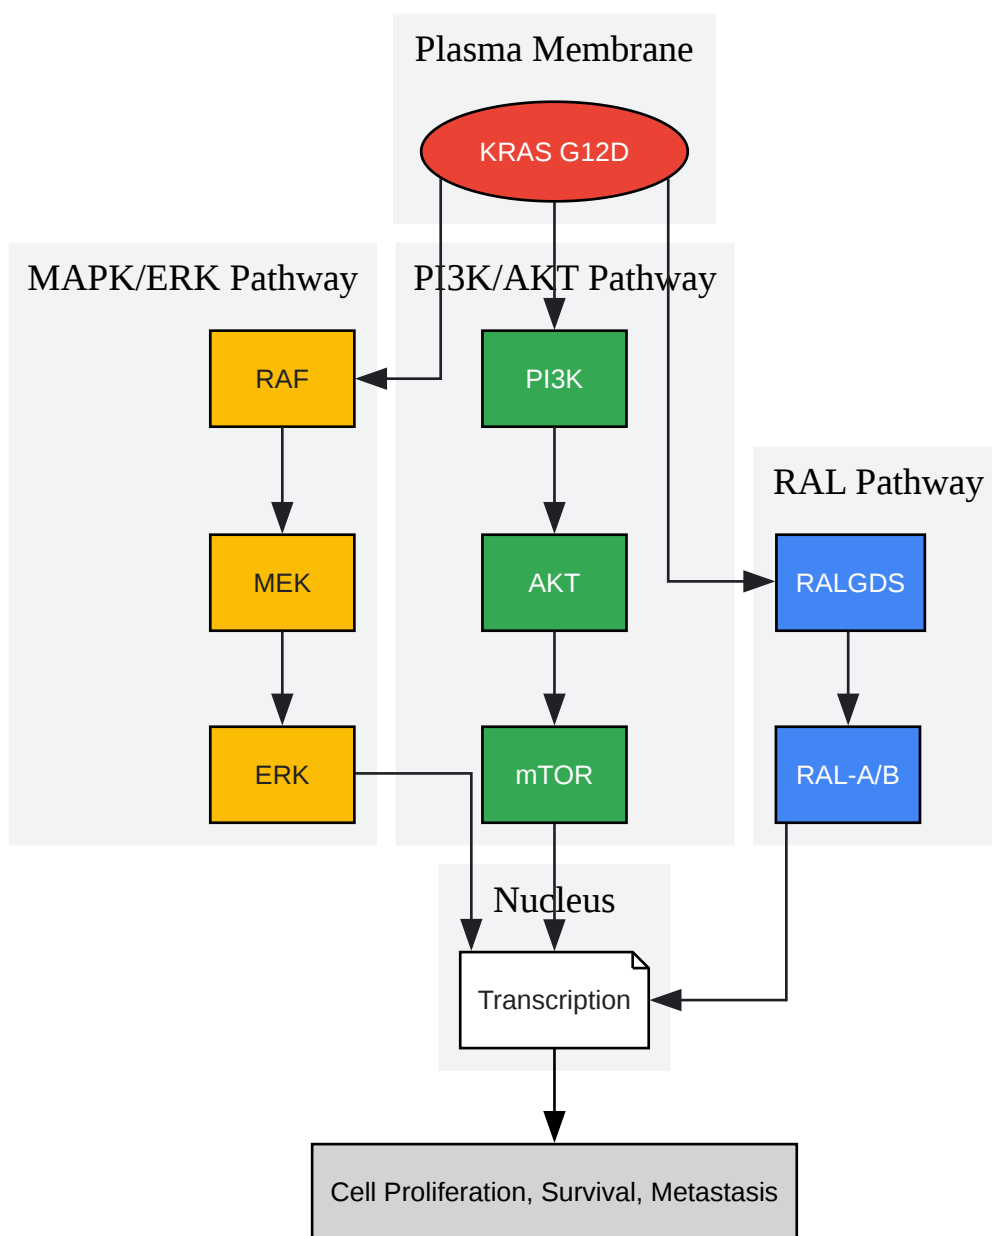 Plasma Membrane
KRAS G12D
MAPK/ERK Pathway
PI3K/AKT Pathway
RAF
PI3K
RAL Pathway
MEK
AKT
RALGDS
ERK
mTOR
RAL-A/B
Nucleus
Transcription
Cell Proliferation, Survival, Metastasis